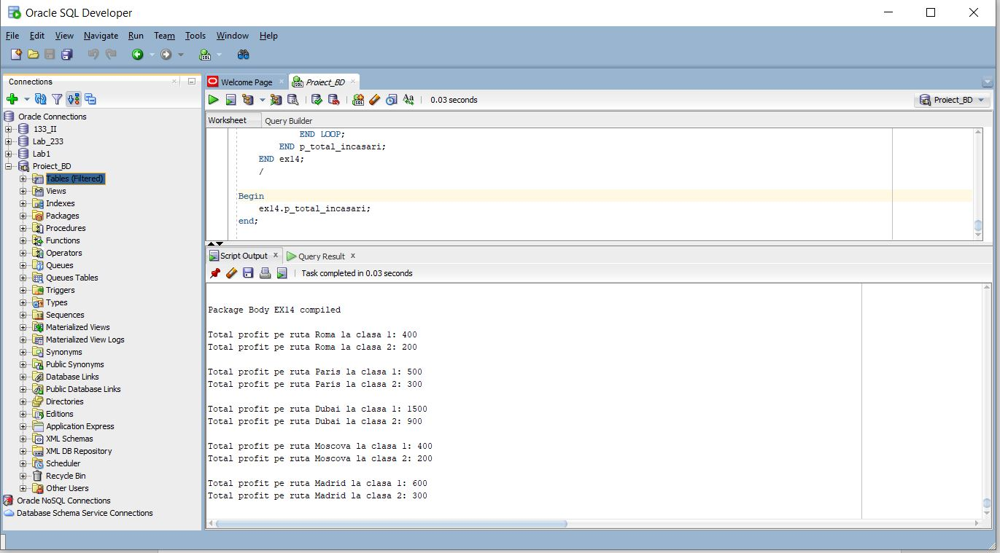 Oracle SQL Developer
File Edit View Navigate Run Team Tools Window Help
Connections
Oracle Connections
133_II
Lab_233
Lab1
Proiect_BD
Tables (Filtered)
Views
Indexes
Packages
Procedures
Functions
Operators
Queues
Queues Tables
Triggers
Types
Sequences
Materialized Views
Materialized View Logs
Synonyms
Public Synonyms
Database Links
Public Database Links
Directories
Editions
Application Express
XML Schemas
XML DB Repository
Scheduler
Recycle Bin
Other Users
Oracle NoSQL Connections
Database Schema Service Connections
Welcome Page Proiect_BD
0.03 seconds Proiect_BD
Worksheet Query Builder
END LOOP;
END p_total_incasari;
END ex14;
/
Begin
ex14.p_total_incasari;
end;
Script Output x Query Result x
Task completed in 0.03 seconds
Package Body EX14 compiled
Total profit pe ruta Roma la clasa 1: 400
Total profit pe ruta Roma la clasa 2: 200
Total profit pe ruta Paris la clasa 1: 500
Total profit pe ruta Paris la clasa 2: 300
Total profit pe ruta Dubai la clasa 1: 1500
Total profit pe ruta Dubai la clasa 2: 900
Total profit pe ruta Moscova la clasa 1: 400
Total profit pe ruta Moscova la clasa 2: 200
Total profit pe ruta Madrid la clasa 1: 600
Total profit pe ruta Madrid la clasa 2: 300